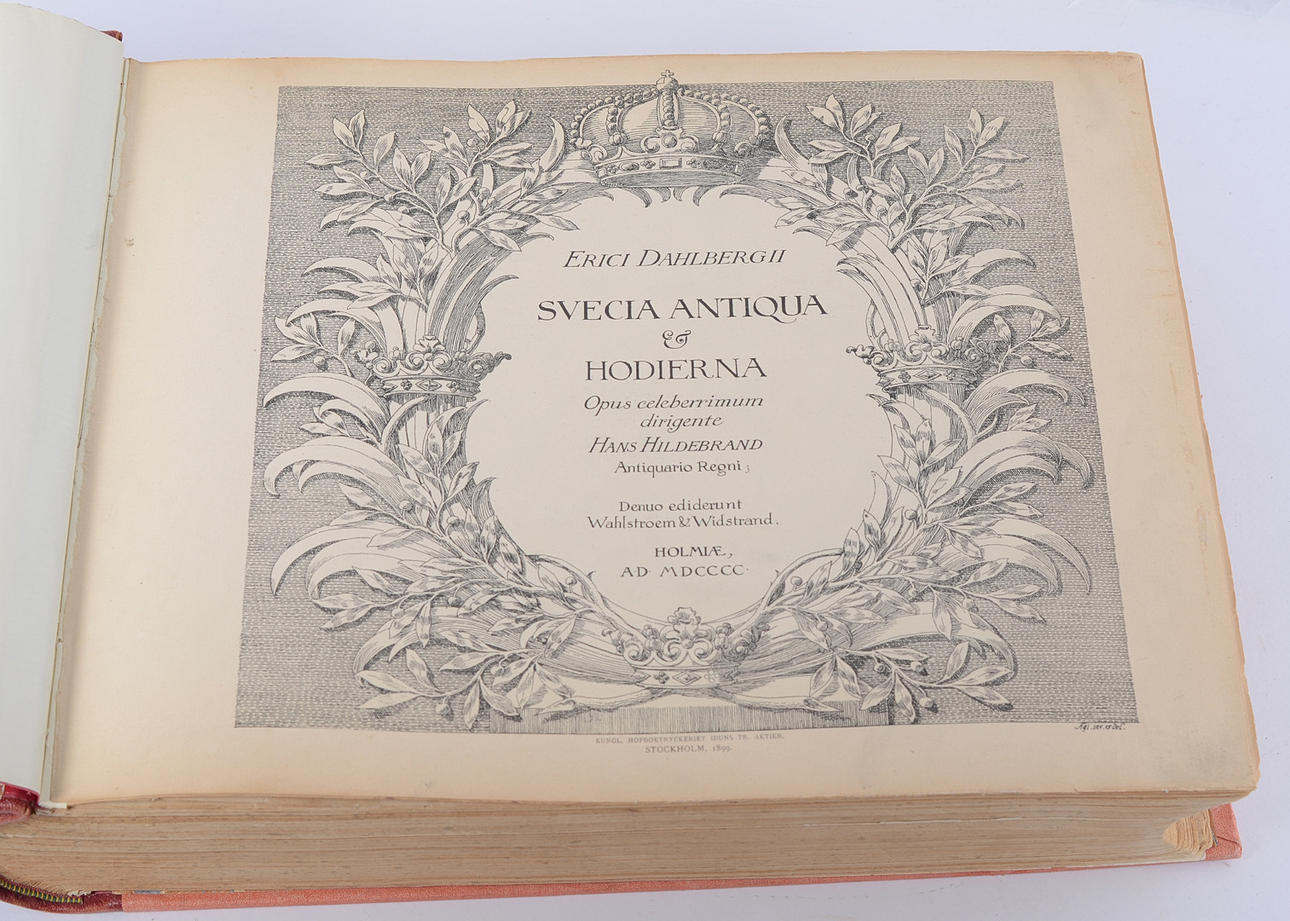 ERICI DAHLBERGII
SVECIA ANTIQUA
&
HODIERNA
Opus celeberrimum
dirigente
HANS HILDEBRAND
Antiquario Regni;
Denuo ediderunt
Wahlstroem & Widstrand.
HOLMIÆ,
AD MDCCCC.
KUNGL. HOFBOKTRYCKERIET IDUNS TR. AKTIEB.
STOCKHOLM, 1899.